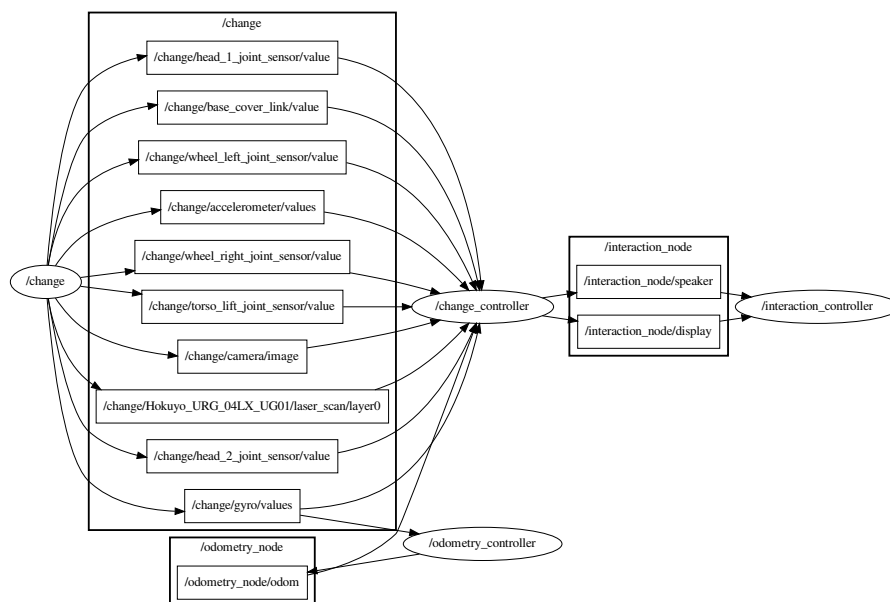 /change
/change/head_1_joint_sensor/value
/change/base_cover_link/value
/change/wheel_left_joint_sensor/value
/change/accelerometer/values
/change/wheel_right_joint_sensor/value
/change/torso_lift_joint_sensor/value
/change/camera/image
/change/Hokuyo_URG_04LX_UG01/laser_scan/layer0
/change/head_2_joint_sensor/value
/change/gyro/values
/change
/change_controller
/interaction_node
/interaction_node/speaker
/interaction_node/display
/interaction_controller
/odometry_node
/odometry_node/odom
/odometry_controller